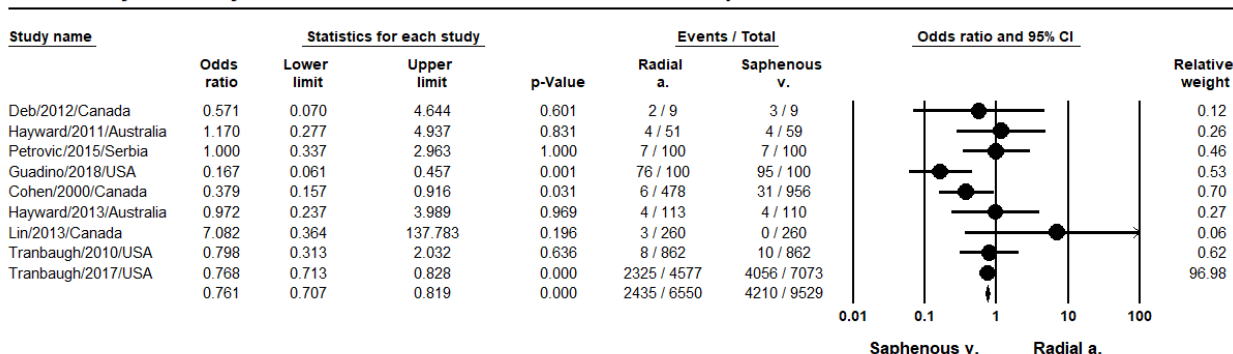 Study name Statistics for each study Events / Total Odds ratio and 95% CI
Odds ratio Lower limit Upper limit p-Value Radial a. Saphenous v. Relative weight
Deb/2012/Canada 0.571 0.070 4.644 0.601 2 / 9 3 / 9 0.12
Hayward/2011/Australia 1.170 0.277 4.937 0.831 4 / 51 4 / 59 0.26
Petrovic/2015/Serbia 1.000 0.337 2.963 1.000 7 / 100 7 / 100 0.46
Guadino/2018/USA 0.167 0.061 0.457 0.001 76 / 100 95 / 100 0.53
Cohen/2000/Canada 0.379 0.157 0.916 0.031 6 / 478 31 / 956 0.70
Hayward/2013/Australia 0.972 0.237 3.989 0.969 4 / 113 4 / 110 0.27
Lin/2013/Canada 7.082 0.364 137.783 0.196 3 / 260 0 / 260 0.06
Tranbaugh/2010/USA 0.798 0.313 2.032 0.636 8 / 862 10 / 862 0.62
Tranbaugh/2017/USA 0.768 0.713 0.828 0.000 2325 / 4577 4056 / 7073 96.98
0.761 0.707 0.819 0.000 2435 / 6550 4210 / 9529
0.01 0.1 1 10 100
Saphenous v. Radial a.